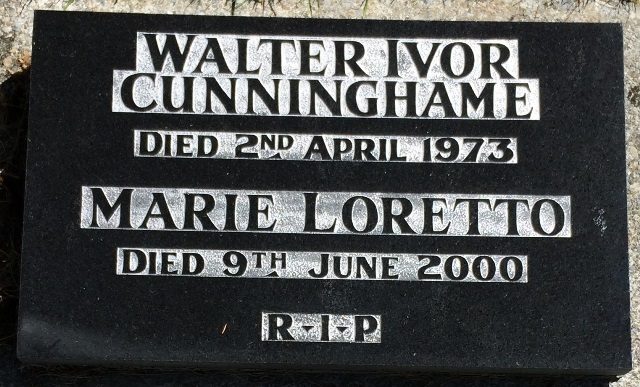 WALTER IVOR
CUNNINGHAME
DIED 2ND APRIL 1973
MARIE LORETTO
DIED 9TH JUNE 2000
R-I-P